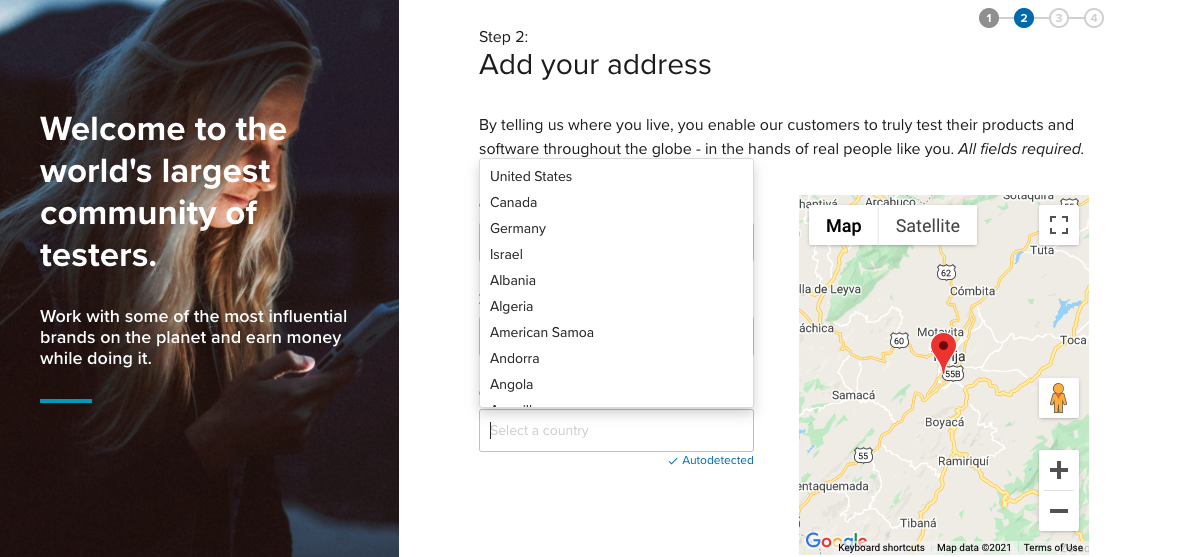 Welcome to the
world's largest
community of
testers.
Work with some of the most influential
brands on the planet and earn money
while doing it.
1 2 3 4
Step 2:
Add your address
By telling us where you live, you enable our customers to truly test their products and
software throughout the globe - in the hands of real people like you. All fields required.
United States
Canada
Germany
Israel
Albania
Algeria
American Samoa
Andorra
Angola
Select a country
Autodetected
Arcabuco
Sotaquirá
Map
Satellite
Tuta
62
lla de Leyva
Cómbita
áchica
Motavita
60
Toca
55B
Samacá
Boyacá
55
Ramiriquí
entaquemada
Tibaná
Google
Keyboard shortcuts
Map data ©2021
Terms of Use